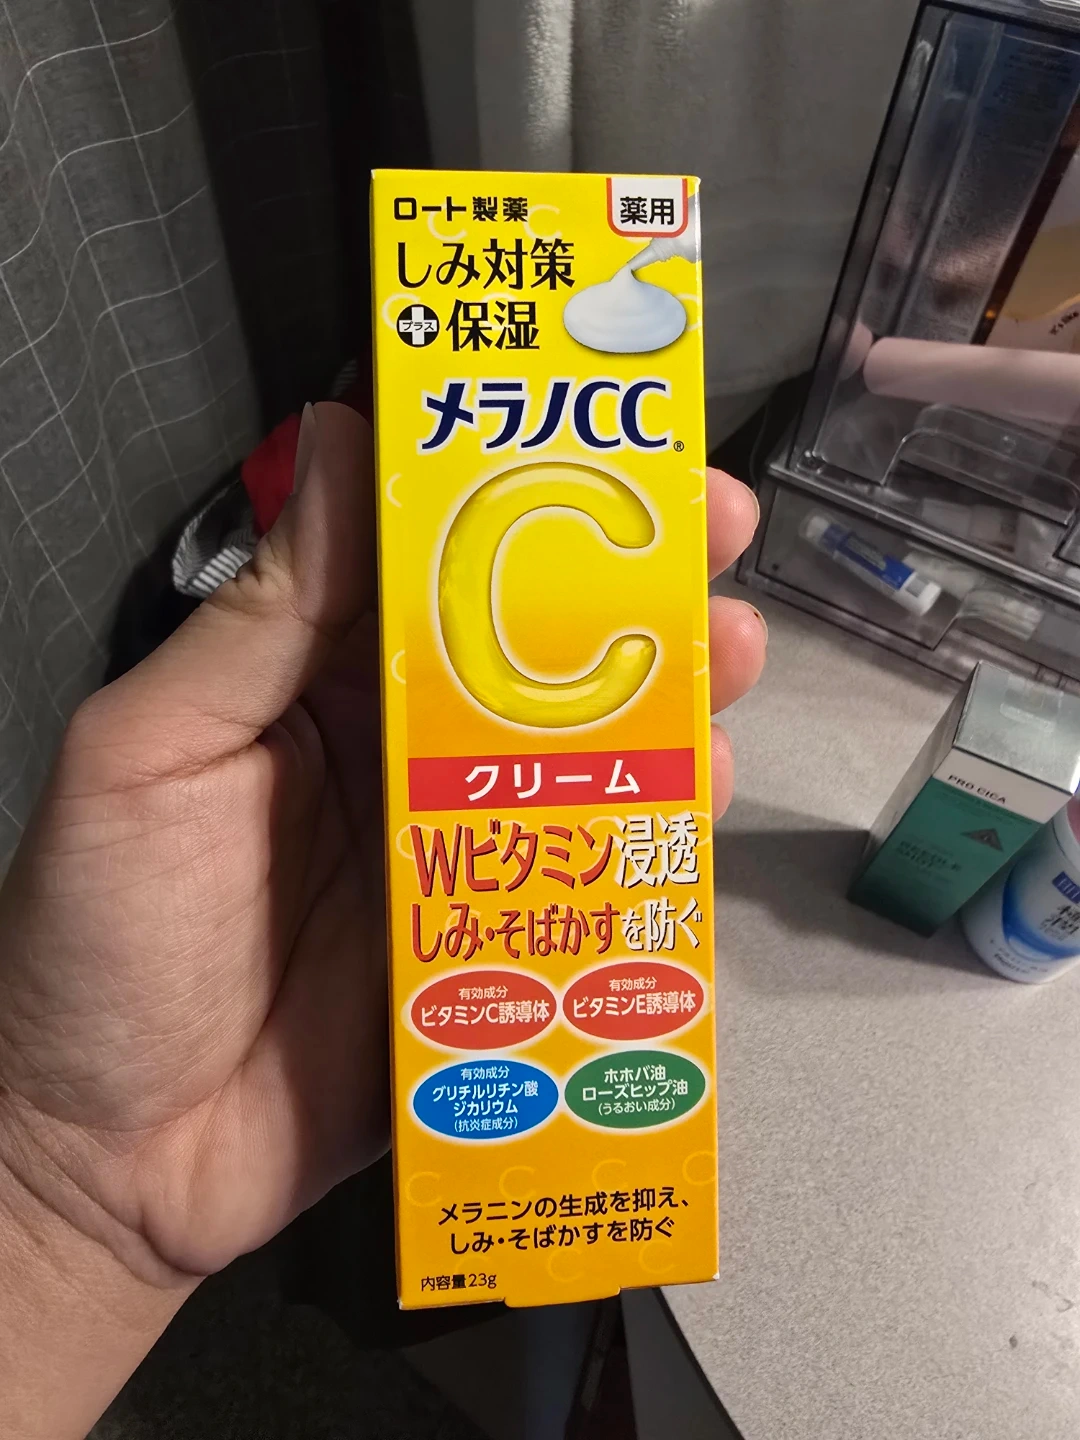 ロート製薬
薬用
しみ対策
プラス 保湿
メラノCC®
C
クリーム
Wビタミン浸透
しみ・そばかすを防ぐ
有効成分
ビタミンC誘導体
有効成分
ビタミンE誘導体
有効成分
グリチルリチン酸
ジカリウム
(抗炎症成分)
ホホバ油
ローズヒップ油
(うるおい成分)
メラニンの生成を抑え、
しみ・そばかすを防ぐ
内容量23g
PRO CICA